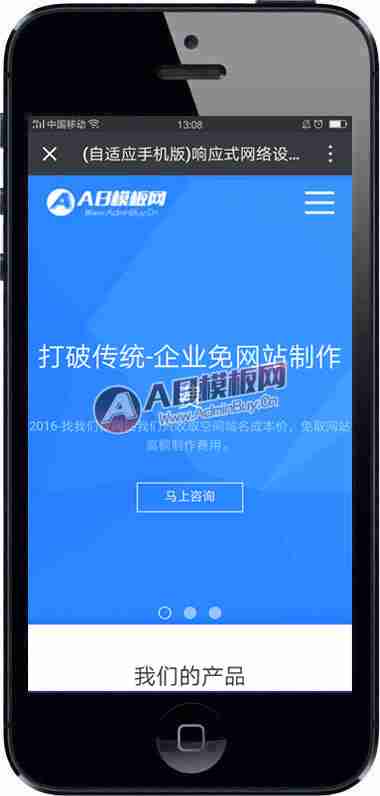 中国移动
13:08
(自适应手机版)响应式网络设...
AB模板网
Www.AdminBuy.Cn
打破传统-企业免网站制作
AB模板网
Www.AdminBuy.Cn
2016-找我们
我们只收取空间域名成本价，免取网站
高额制作费用。
马上咨询
我们的产品